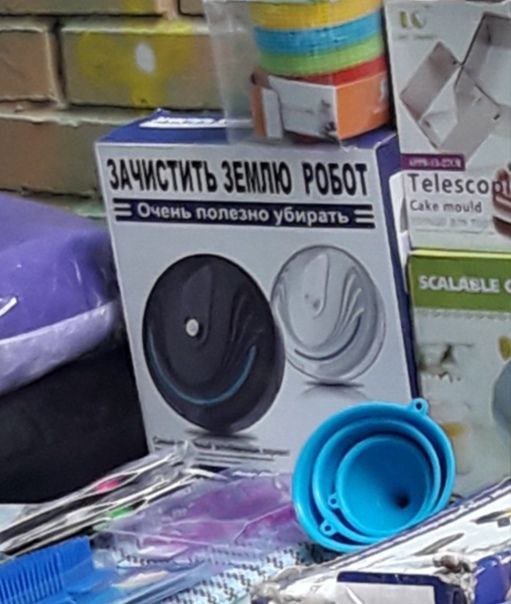 ЗАЧИСТИТЬ ЗЕМЛЮ РОБОТ
Очень полезно убирать
Telescop
Cake mould
SCALABLE C